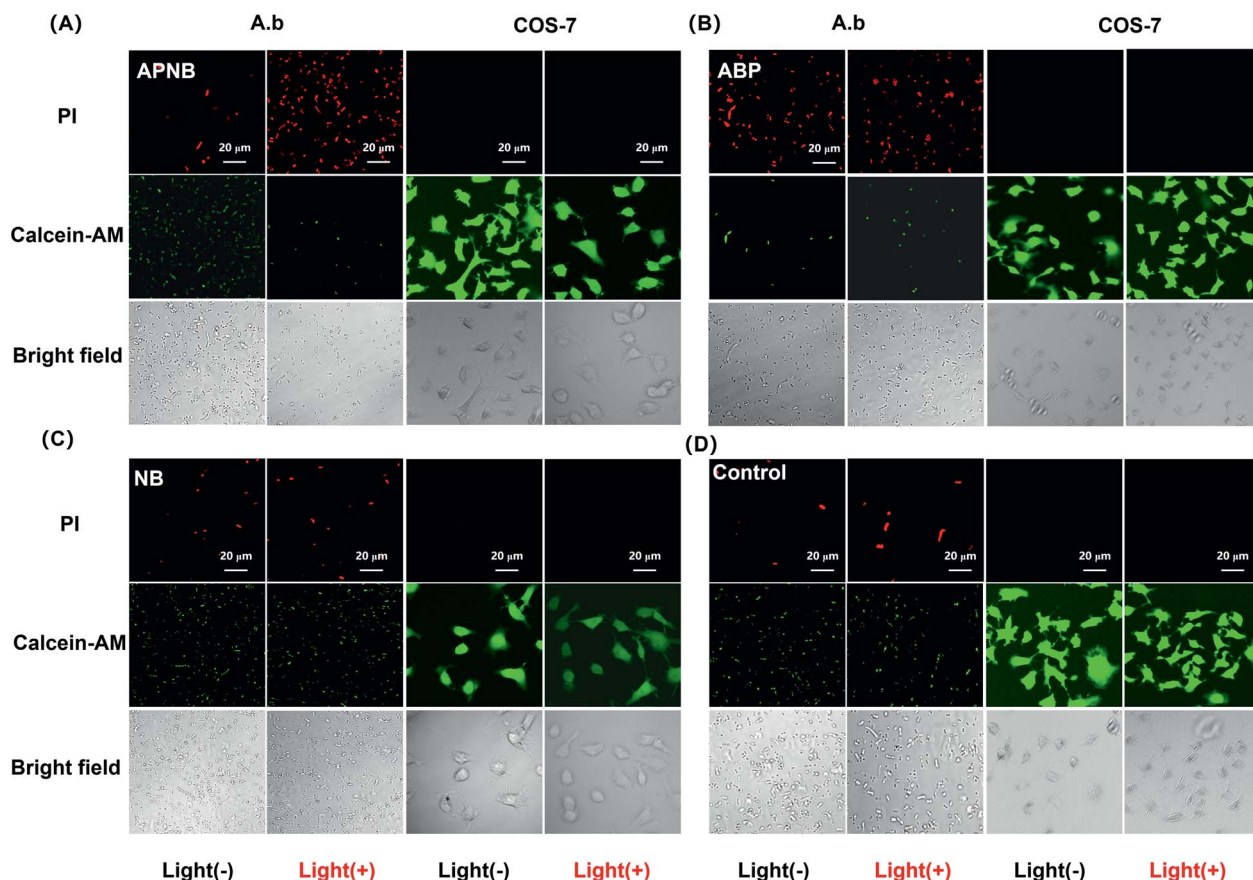 (A) A.b COS-7 (B) A.b COS-7
APNB ABP
PI
20 μm 20 μm 20 μm 20 μm 20 μm
Calcein-AM
Bright field
(C) (D)
NB Control
PI
20 μm 20 μm 20 μm 20 μm 20 μm 20 μm 20 μm 20 μm
Calcein-AM
Bright field
Light(-) Light(+) Light(-) Light(+) Light(-) Light(+) Light(-) Light(+)